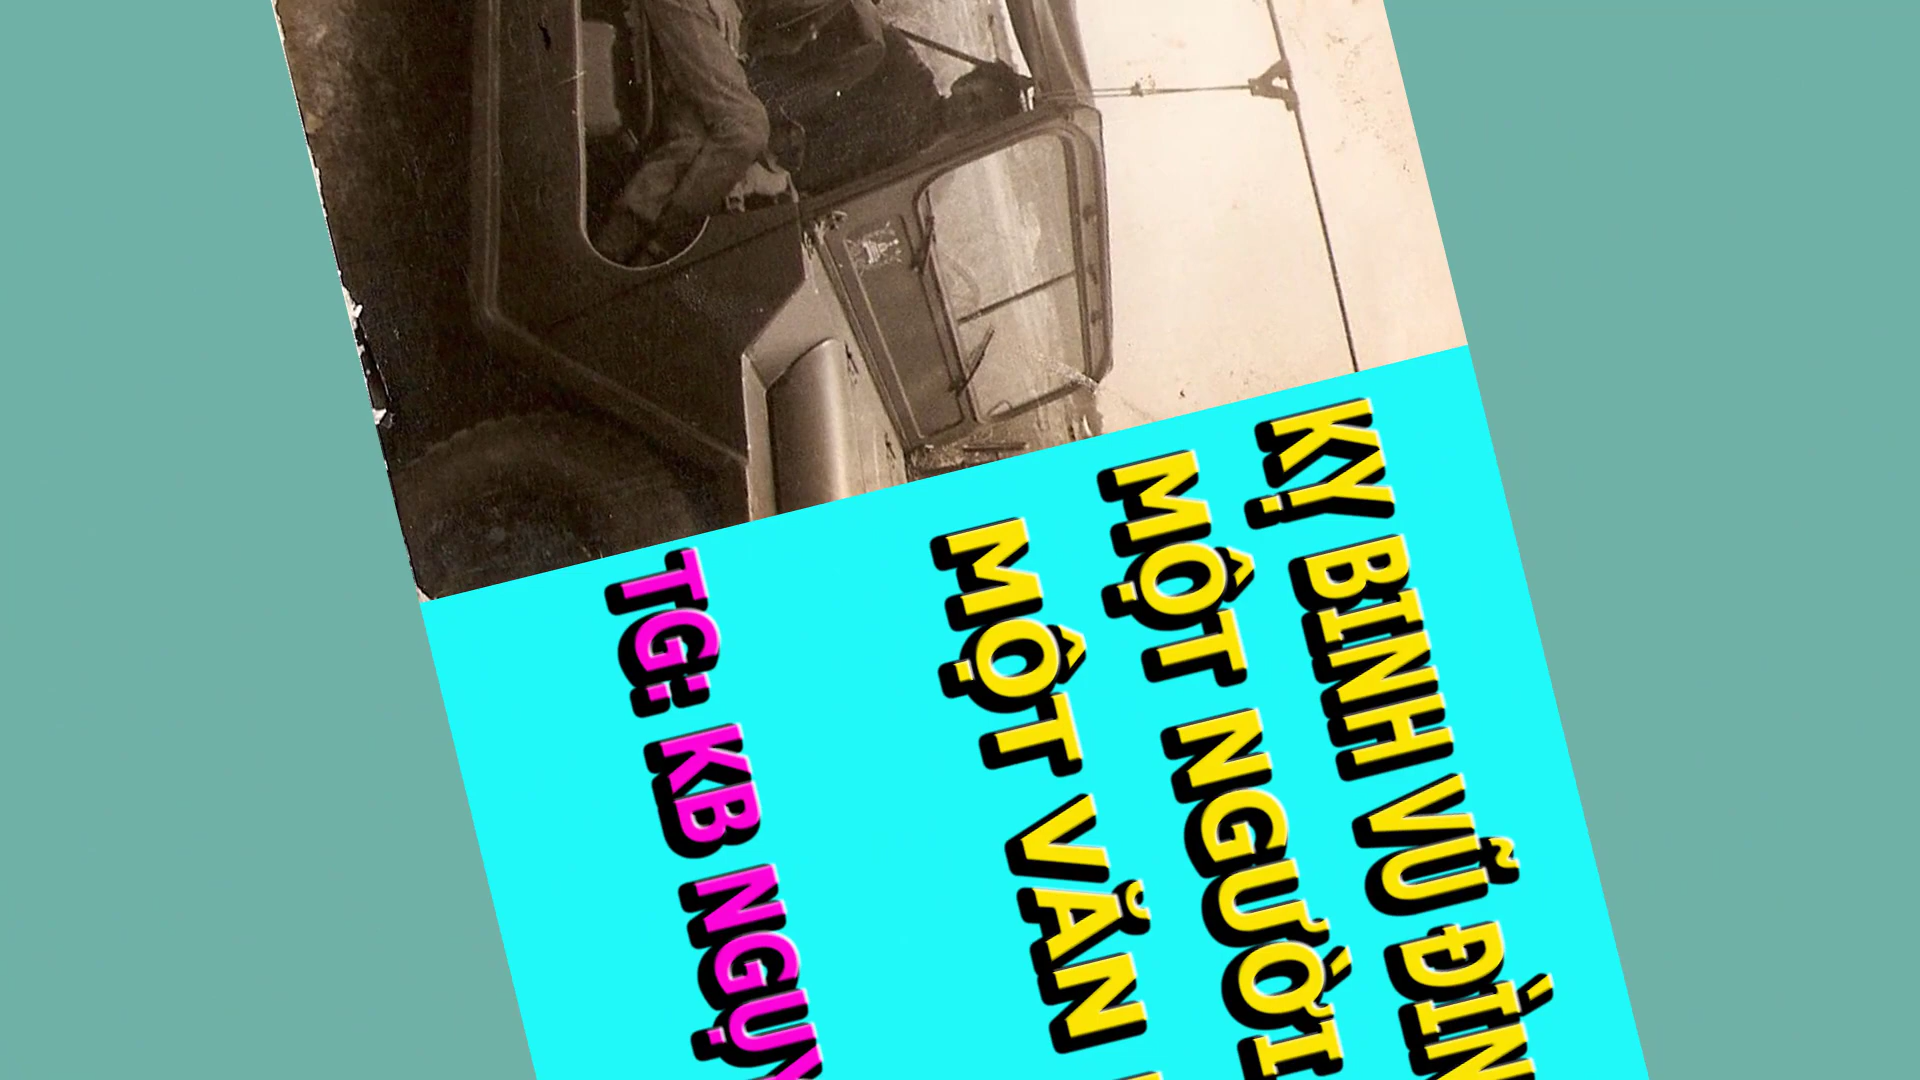 KỴ BINH VŨ ĐÌN
MỘT NGƯỜI
MỘT VĂN
TG: KB NGUY